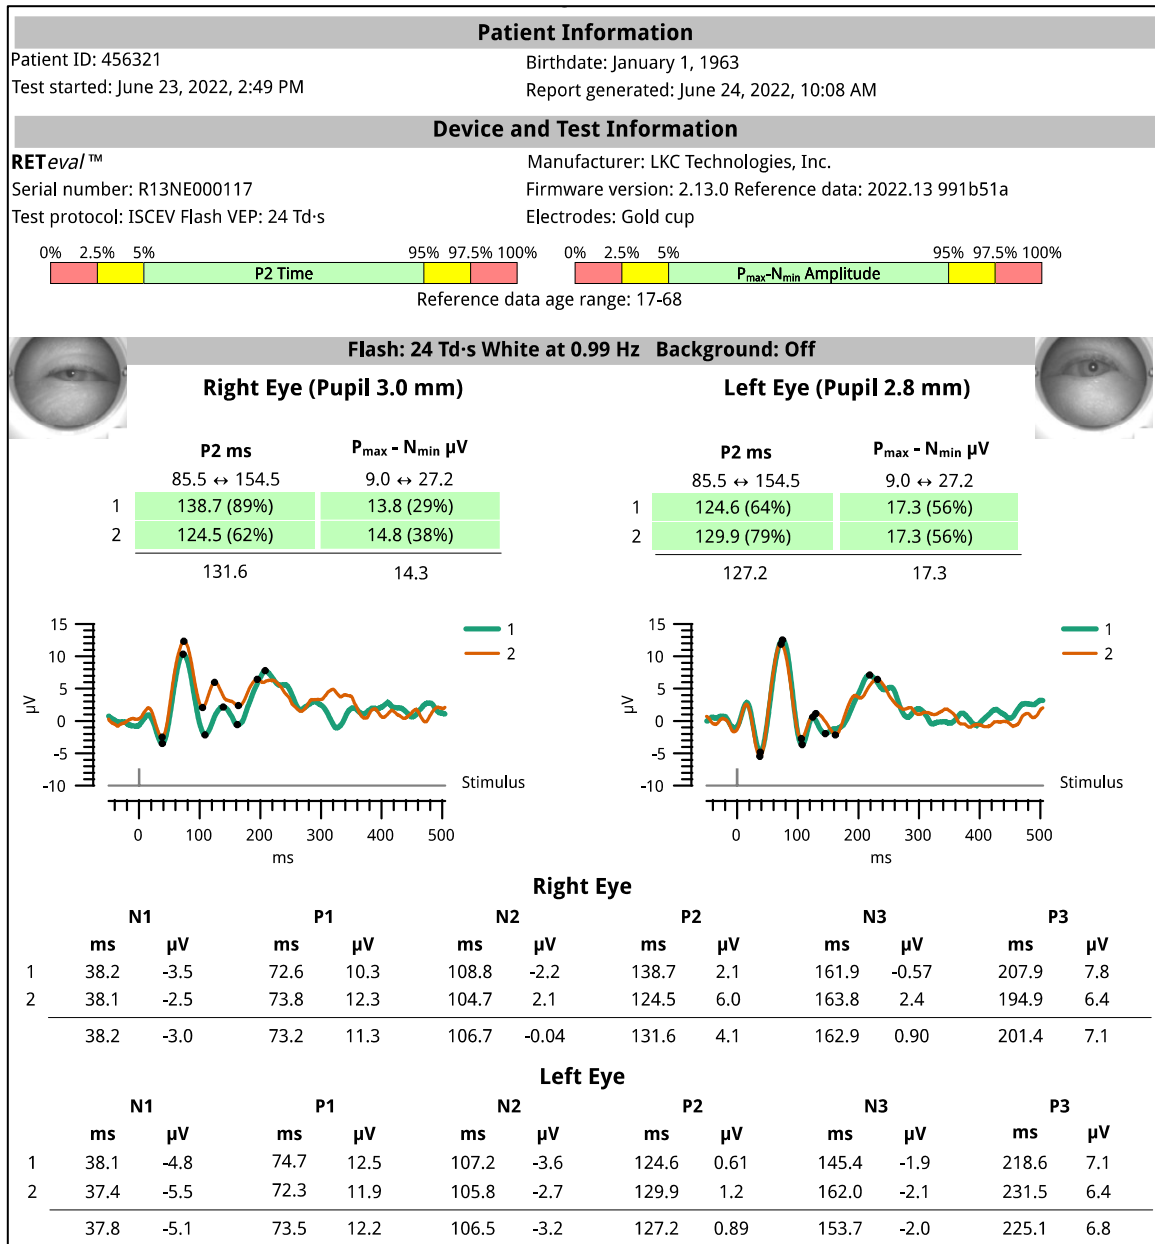 Patient Information
Patient ID: 456321 Birthdate: January 1, 1963
Test started: June 23, 2022, 2:49 PM Report generated: June 24, 2022, 10:08 AM
Device and Test Information
RETeval ™ Manufacturer: LKC Technologies, Inc.
Serial number: R13NE000117 Firmware version: 2.13.0 Reference data: 2022.13 991b51a
Test protocol: ISCEV Flash VEP: 24 Td·s Electrodes: Gold cup
0% 2.5% 5% 95% 97.5% 100% 0% 2.5% 5% 95% 97.5% 100%
P2 Time Pmax-Nmin Amplitude
Reference data age range: 17-68
Flash: 24 Td·s White at 0.99 Hz Background: Off
Right Eye (Pupil 3.0 mm) Left Eye (Pupil 2.8 mm)
P2 ms Pmax - Nmin µV P2 ms Pmax - Nmin µV
85.5 ↔ 154.5 9.0 ↔ 27.2 85.5 ↔ 154.5 9.0 ↔ 27.2
1 138.7 (89%) 13.8 (29%) 1 124.6 (64%) 17.3 (56%)
2 124.5 (62%) 14.8 (38%) 2 129.9 (79%) 17.3 (56%)
131.6 14.3 127.2 17.3
15 10 5 0 -5 -10
µV
1
2
Stimulus
0 100 200 300 400 500
ms
15 10 5 0 -5 -10
µV
1
2
Stimulus
0 100 200 300 400 500
ms
Right Eye
N1 P1 N2 P2 N3 P3
ms µV ms µV ms µV ms µV ms µV ms µV
1 38.2 -3.5 72.6 10.3 108.8 -2.2 138.7 2.1 161.9 -0.57 207.9 7.8
2 38.1 -2.5 73.8 12.3 104.7 2.1 124.5 6.0 163.8 2.4 194.9 6.4
38.2 -3.0 73.2 11.3 106.7 -0.04 131.6 4.1 162.9 0.90 201.4 7.1
Left Eye
N1 P1 N2 P2 N3 P3
ms µV ms µV ms µV ms µV ms µV ms µV
1 38.1 -4.8 74.7 12.5 107.2 -3.6 124.6 0.61 145.4 -1.9 218.6 7.1
2 37.4 -5.5 72.3 11.9 105.8 -2.7 129.9 1.2 162.0 -2.1 231.5 6.4
37.8 -5.1 73.5 12.2 106.5 -3.2 127.2 0.89 153.7 -2.0 225.1 6.8